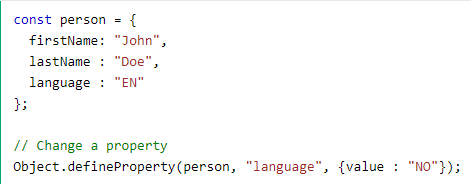 const person = {
  firstName: "John",
  lastName : "Doe",
  language : "EN"
};

// Change a property
Object.defineProperty(person, "language", {value : "NO"});